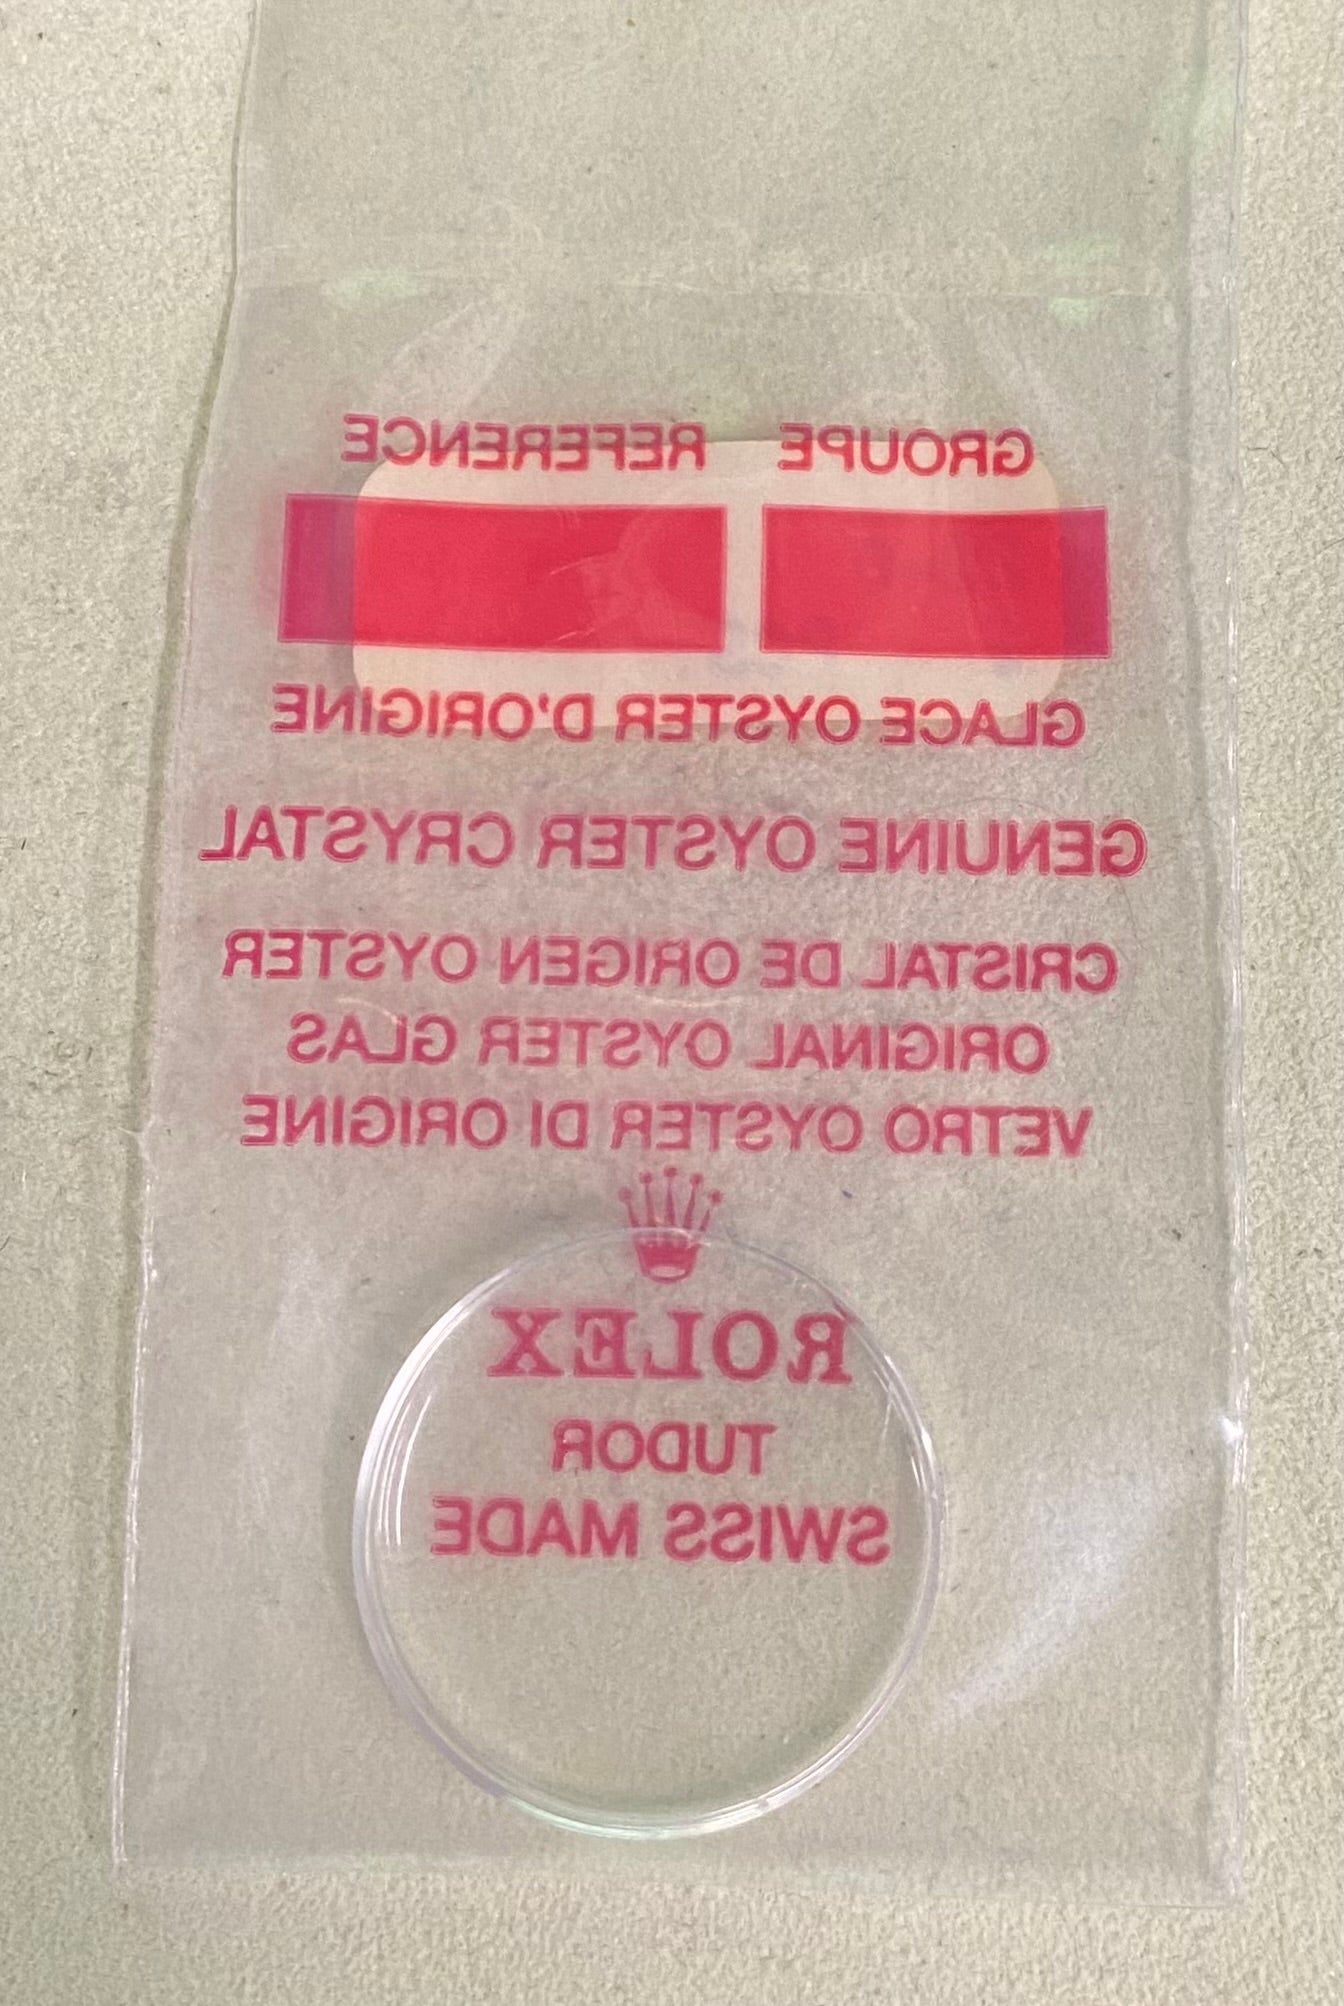 GROUPE REFERENCE
GLACE OYSTER D'ORIGINE
GENUINE OYSTER CRYSTAL
CRISTAL DE ORIGEN OYSTER
ORIGINAL OYSTER GLAS
VETRO OYSTER DI ORIGINE
ROLEX
TUDOR
SWISS MADE